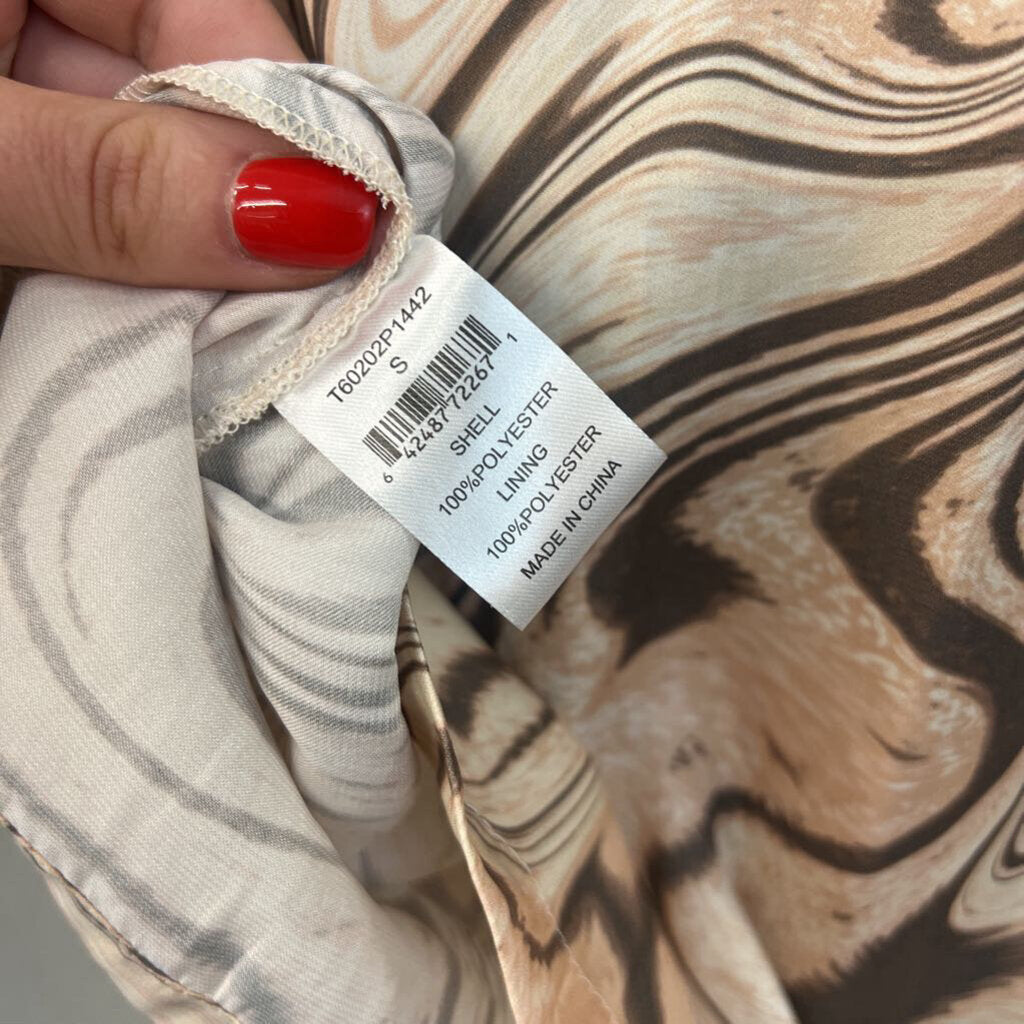 T60202P1442
S
6 42487 72267 1
SHELL
100%POLYESTER
LINING
100%POLYESTER
MADE IN CHINA